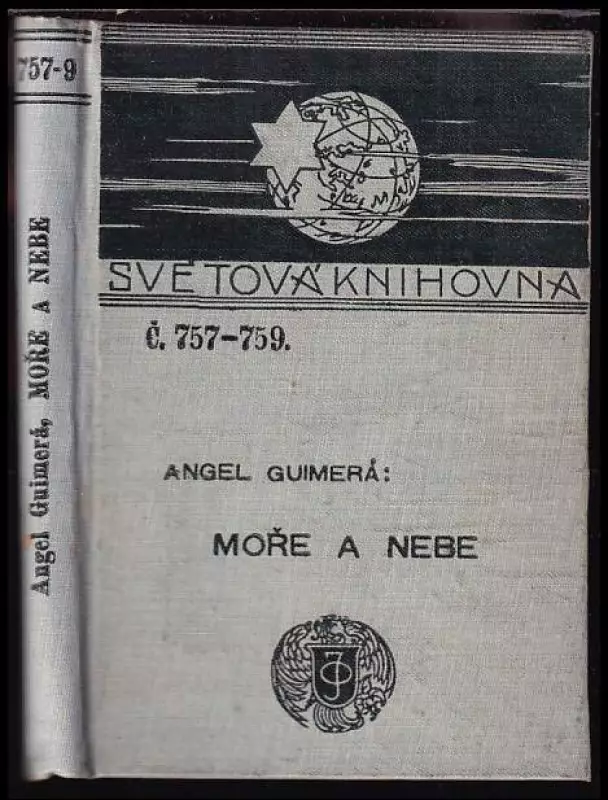 757-9
Angel Guimerá, MOŘE A NEBE
SVĚTOVÁ KNIHOVNA
Č. 757-759.
ANGEL GUIMERÁ:
MOŘE A NEBE